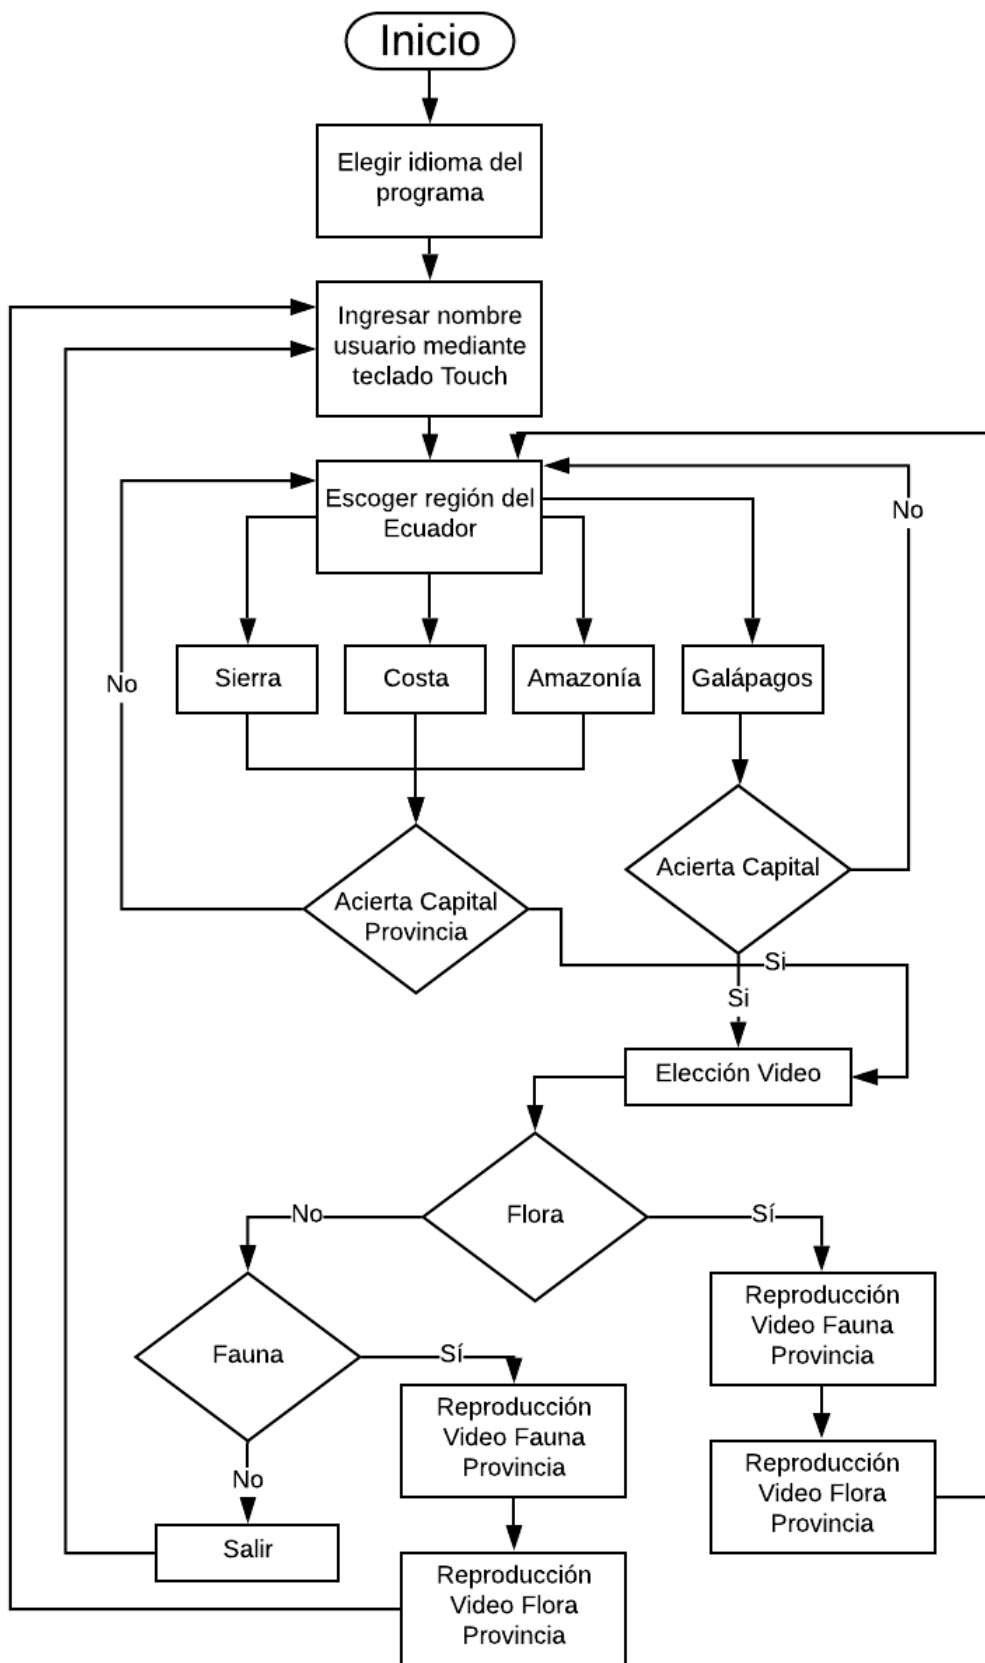 Inicio
Elegir idioma del
programa
Ingresar nombre
usuario mediante
teclado Touch
Escoger región del
Ecuador
No
No
Sierra
Costa
Amazonía
Galápagos
Acierta Capital
Provincia
Acierta Capital
Si
Si
Elección Video
Flora
No
Sí
Fauna
Sí
No
Reproducción
Video Fauna
Provincia
Reproducción
Video Fauna
Provincia
Reproducción
Video Flora
Provincia
Salir
Reproducción
Video Flora
Provincia